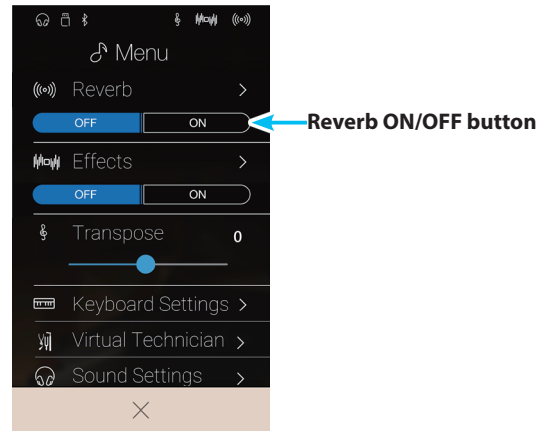 Menu
Reverb
OFF ON
Reverb ON/OFF button
Effects
OFF ON
Transpose 0
Keyboard Settings
Virtual Technician
Sound Settings